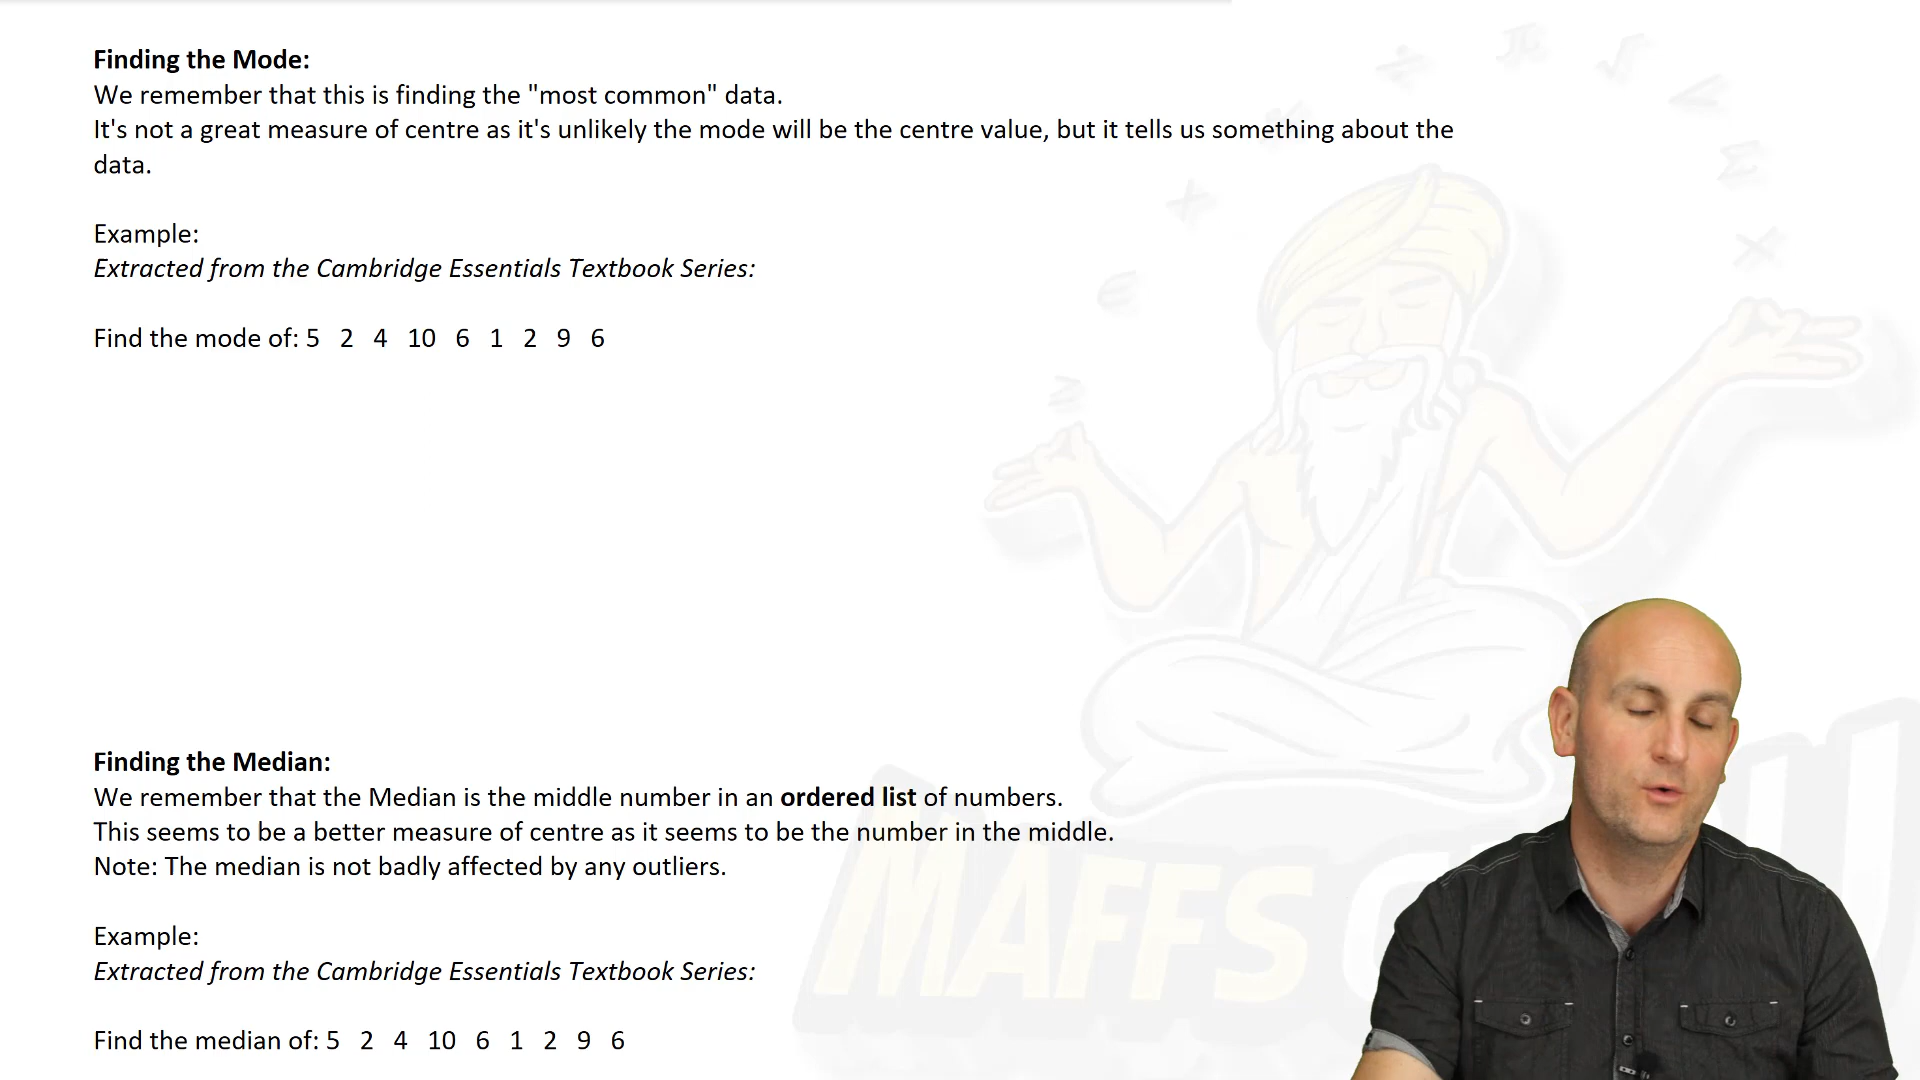 Finding the Mode:
We remember that this is finding the "most common" data.
It's not a great measure of centre as it's unlikely the mode will be the centre value, but it tells us something about the
data.
Example:
Extracted from the Cambridge Essentials Textbook Series:
Find the mode of: 5 2 4 10 6 1 2 9 6
Finding the Median:
We remember that the Median is the middle number in an ordered list of numbers.
This seems to be a better measure of centre as it seems to be the number in the middle.
Note: The median is not badly affected by any outliers.
Example:
Extracted from the Cambridge Essentials Textbook Series:
Find the median of: 5 2 4 10 6 1 2 9 6
MAFFS